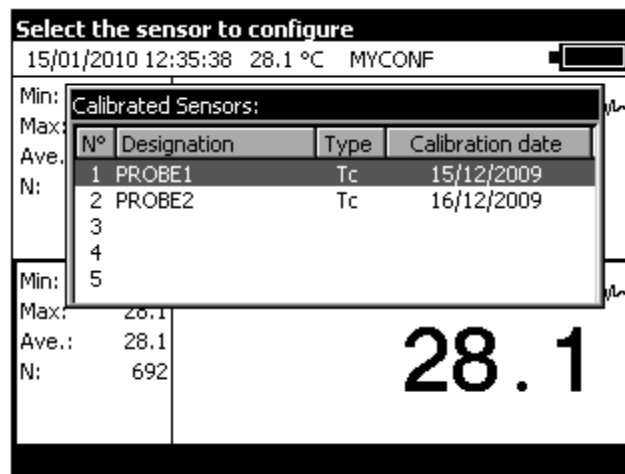 Select the sensor to configure
15/01/2010 12:35:38 28.1 °C MYCONF
Min:
Max:
Ave.
N:
Calibrated Sensors:
N° Designation Type Calibration date
1 PROBE1 Tc 15/12/2009
2 PROBE2 Tc 16/12/2009
3
4
5
Min:
Max: 28.1
Ave.: 28.1
N: 692
28.1